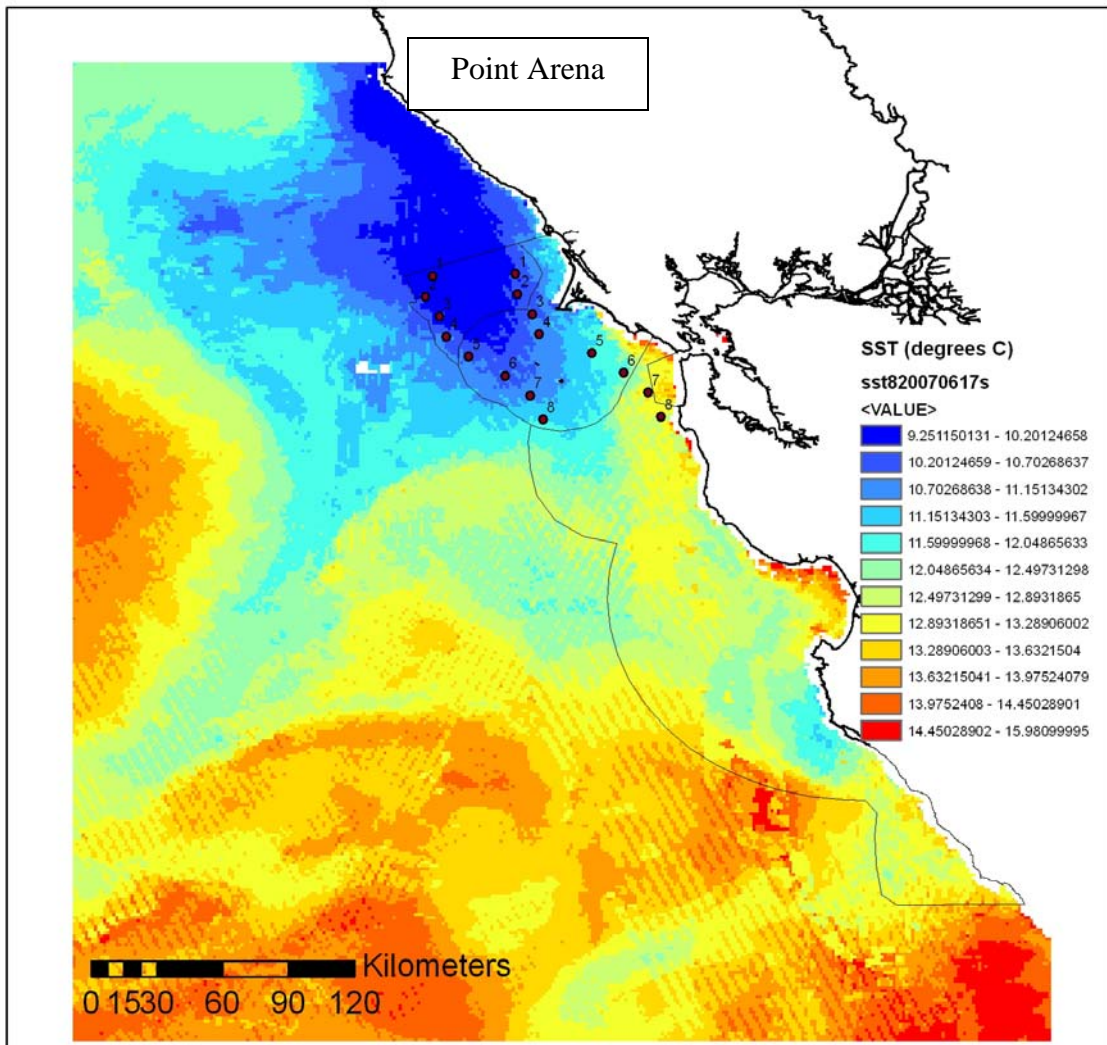 Point Arena
1
1
2
2
3
3
4
4
5
5
6
6
7
7
8
8
SST (degrees C)
sst820070617s
<VALUE>
9.251150131 - 10.20124658
10.20124659 - 10.70268637
10.70268638 - 11.15134302
11.15134303 - 11.59999967
11.59999968 - 12.04865633
12.04865634 - 12.49731298
12.49731299 - 12.8931865
12.89318651 - 13.28906002
13.28906003 - 13.6321504
13.63215041 - 13.97524079
13.9752408 - 14.45028901
14.45028902 - 15.98099995
Kilometers
0 15 30 60 90 120